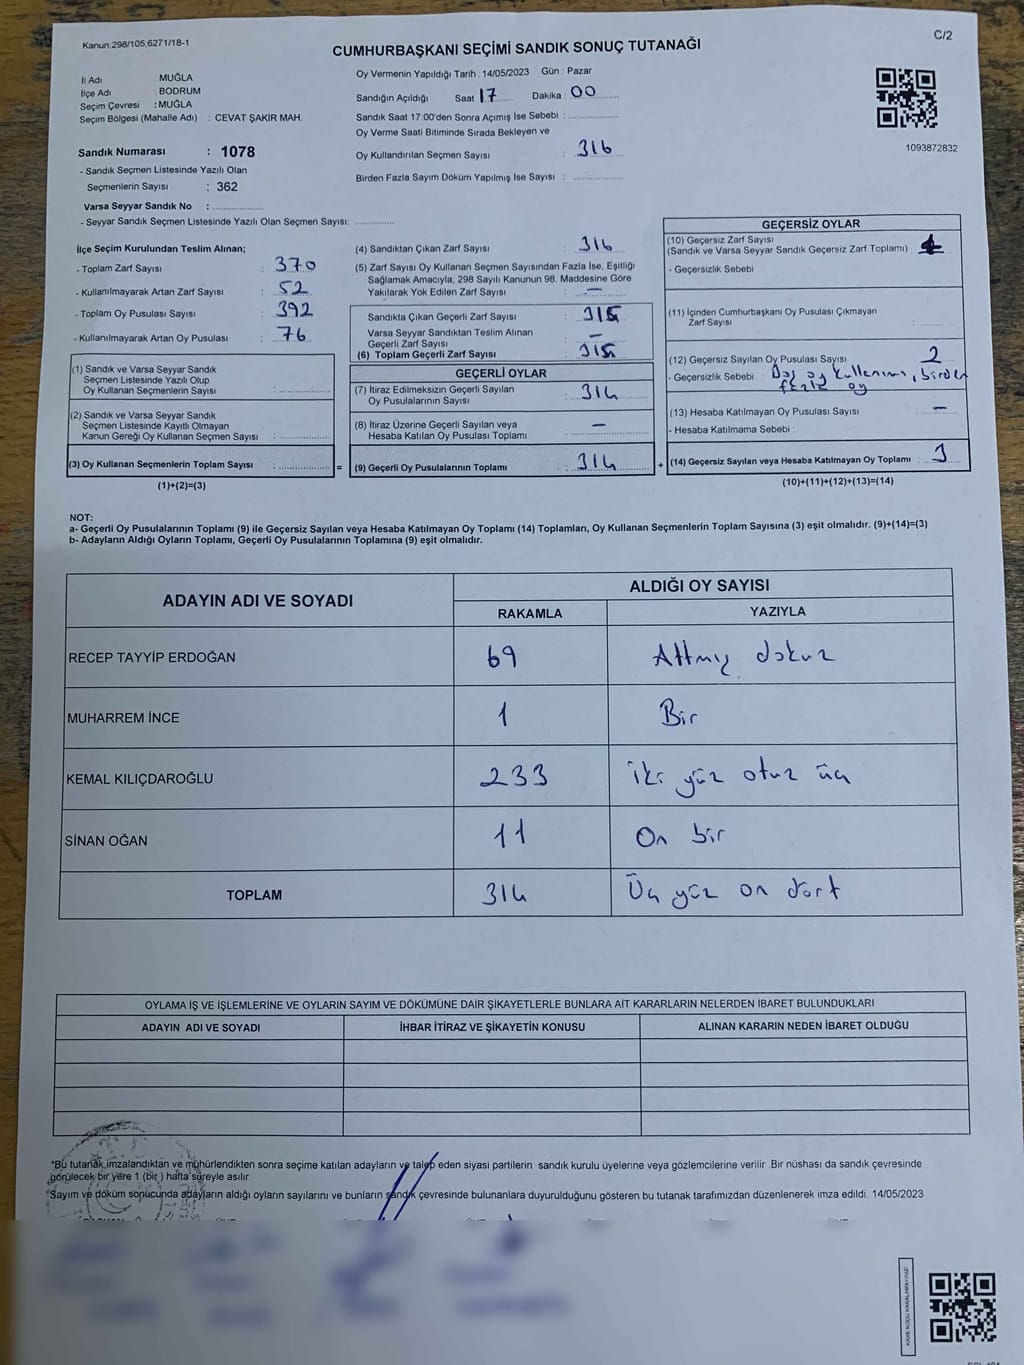 Kanun:298/105,6271/18-1
C/2
CUMHURBAŞKANI SEÇİMİ SANDIK SONUÇ TUTANAĞI
İl Adı : MUĞLA
İlçe Adı : BODRUM
Seçim Çevresi : MUĞLA
Seçim Bölgesi (Mahalle Adı) : CEVAT ŞAKİR MAH.
Sandık Numarası : 1078
- Sandık Seçmen Listesinde Yazılı Olan
Seçmenlerin Sayısı : 362
Varsa Seyyar Sandık No :
- Seyyar Sandık Seçmen Listesinde Yazılı Olan Seçmen Sayısı:
Oy Vermenin Yapıldığı Tarih : 14/05/2023 Gün : Pazar
Sandığın Açıldığı Saat 17 Dakika : 00
Sandık Saat 17:00'den Sonra Açımış İse Sebebi :
Oy Verme Saati Bitiminde Sırada Bekleyen ve
Oy Kullandırılan Seçmen Sayısı : 316
Birden Fazla Sayım Döküm Yapılmış İse Sayısı :
1093872832
İlçe Seçim Kurulundan Teslim Alınan;
- Toplam Zarf Sayısı : 370
- Kullanılmayarak Artan Zarf Sayısı : 52
- Toplam Oy Pusulası Sayısı : 392
- Kullanılmayarak Artan Oy Pusulası : 76
(1) Sandık ve Varsa Seyyar Sandık
Seçmen Listesinde Yazılı Olup
Oy Kullanan Seçmenlerin Sayısı :
(2) Sandık ve Varsa Seyyar Sandık
Seçmen Listesinde Kayıtlı Olmayan
Kanun Gereği Oy Kullanan Seçmen Sayısı :
(3) Oy Kullanan Seçmenlerin Toplam Sayısı :
(1)+(2)=(3)
=
(4) Sandıktan Çıkan Zarf Sayısı : 316
(5) Zarf Sayısı Oy Kullanan Seçmen Sayısından Fazla İse, Eşitliği
Sağlamak Amacıyla, 298 Sayılı Kanunun 98. Maddesine Göre
Yakılarak Yok Edilen Zarf Sayısı : —
Sandıkta Çıkan Geçerli Zarf Sayısı : 315
Varsa Seyyar Sandıktan Teslim Alınan
Geçerli Zarf Sayısı : —
(6) Toplam Geçerli Zarf Sayısı : 315
GEÇERLİ OYLAR
(7) İtiraz Edilmeksizin Geçerli Sayılan
Oy Pusulalarının Sayısı : 314
(8) İtiraz Üzerine Geçerli Sayılan veya
Hesaba Katılan Oy Pusulası Toplamı : —
(9) Geçerli Oy Pusulalarının Toplamı : 314
+
GEÇERSİZ OYLAR
(10) Geçersiz Zarf Sayısı
(Sandık ve Varsa Seyyar Sandık Geçersiz Zarf Toplamı) : 1
- Geçersizlik Sebebi :
(11) İçinden Cumhurbaşkanı Oy Pusulası Çıkmayan
Zarf Sayısı :
(12) Geçersiz Sayılan Oy Pusulası Sayısı : 2
- Geçersizlik Sebebi : Boş oy kullanımı, birden
fazla oy
(13) Hesaba Katılmayan Oy Pusulası Sayısı : —
- Hesaba Katılmama Sebebi :
(14) Geçersiz Sayılan veya Hesaba Katılmayan Oy Toplamı : 3
(10)+(11)+(12)+(13)=(14)
NOT:
a- Geçerli Oy Pusulalarının Toplamı (9) ile Geçersiz Sayılan veya Hesaba Katılmayan Oy Toplamı (14) Toplamları, Oy Kullanan Seçmenlerin Toplam Sayısına (3) eşit olmalıdır. (9)+(14)=(3)
b- Adayların Aldığı Oyların Toplamı, Geçerli Oy Pusulalarının Toplamına (9) eşit olmalıdır.
ADAYIN ADI VE SOYADI
ALDIĞI OY SAYISI
RAKAMLA YAZIYLA
RECEP TAYYİP ERDOĞAN 69 Altmış dokuz
MUHARREM İNCE 1 Bir
KEMAL KILIÇDAROĞLU 233 iki yüz otuz üç
SİNAN OĞAN 11 On bir
TOPLAM 314 Üç yüz on dört
OYLAMA İŞ VE İŞLEMLERİNE VE OYLARIN SAYIM VE DÖKÜMÜNE DAİR ŞİKAYETLERLE BUNLARA AİT KARARLARIN NELERDEN İBARET BULUNDUKLARI
ADAYIN ADI VE SOYADI İHBAR İTİRAZ VE ŞİKAYETİN KONUSU ALINAN KARARIN NEDEN İBARET OLDUĞU
*Bu tutanak,imzalandıktan ve mühürlendikten sonra seçime katılan adayların ve talep eden siyasi partilerin sandık kurulu üyelerine veya gözlemcilerine verilir .Bir nüshası da sandık çevresinde
görülecek bir yere 1 (bir) hafta süreyle asılır.
*Sayım ve döküm sonucunda adayların aldığı oyların sayılarını ve bunların sandık çevresinde bulunanlara duyurulduğunu gösteren bu tutanak tarafımızdan düzenlenerek imza edildi. 14/05/2023